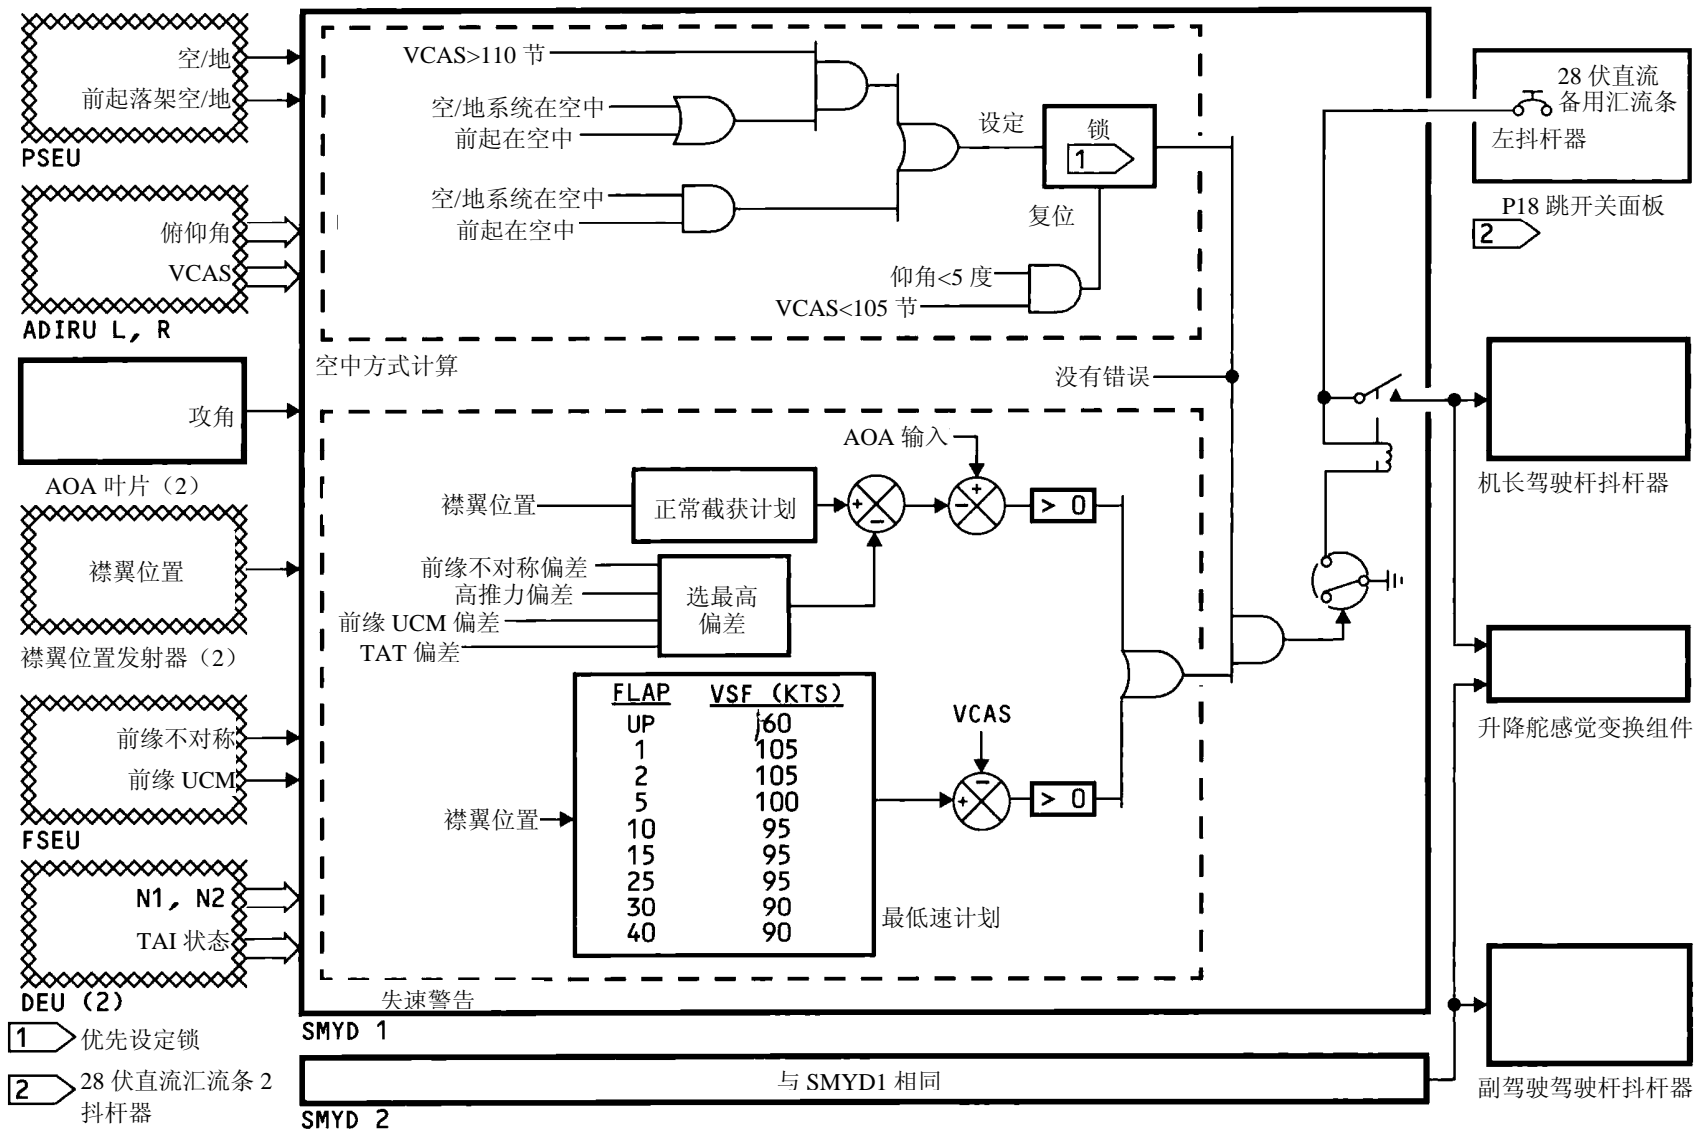 空/地
前起落架空/地
PSEU
俯仰角
VCAS
ADIRU L, R
攻角
AOA 叶片（2）
襟翼位置
襟翼位置发射器（2）
前缘不对称
前缘 UCM
FSEU
N1, N2
TAI 状态
DEU (2)
1 优先设定锁
2 28 伏直流汇流条 2
抖杆器
VCAS>110 节
空/地系统在空中
前起在空中
空/地系统在空中
前起在空中
设定
锁
1
复位
仰角<5 度
VCAS<105 节
空中方式计算
没有错误
AOA 输入
襟翼位置
正常截获计划
+
-
+
-
> 0
前缘不对称偏差
高推力偏差
前缘 UCM 偏差
TAT 偏差
选最高
偏差
FLAP VSF (KTS)
UP 160
1 105
2 105
5 100
10 95
15 95
25 95
30 90
40 90
襟翼位置
最低速计划
VCAS
-
+
> 0
失速警告
SMYD 1
与 SMYD1 相同
SMYD 2
28 伏直流
备用汇流条
左抖杆器
P18 跳开关面板
2
机长驾驶杆抖杆器
升降舵感觉变换组件
副驾驶驾驶杆抖杆器